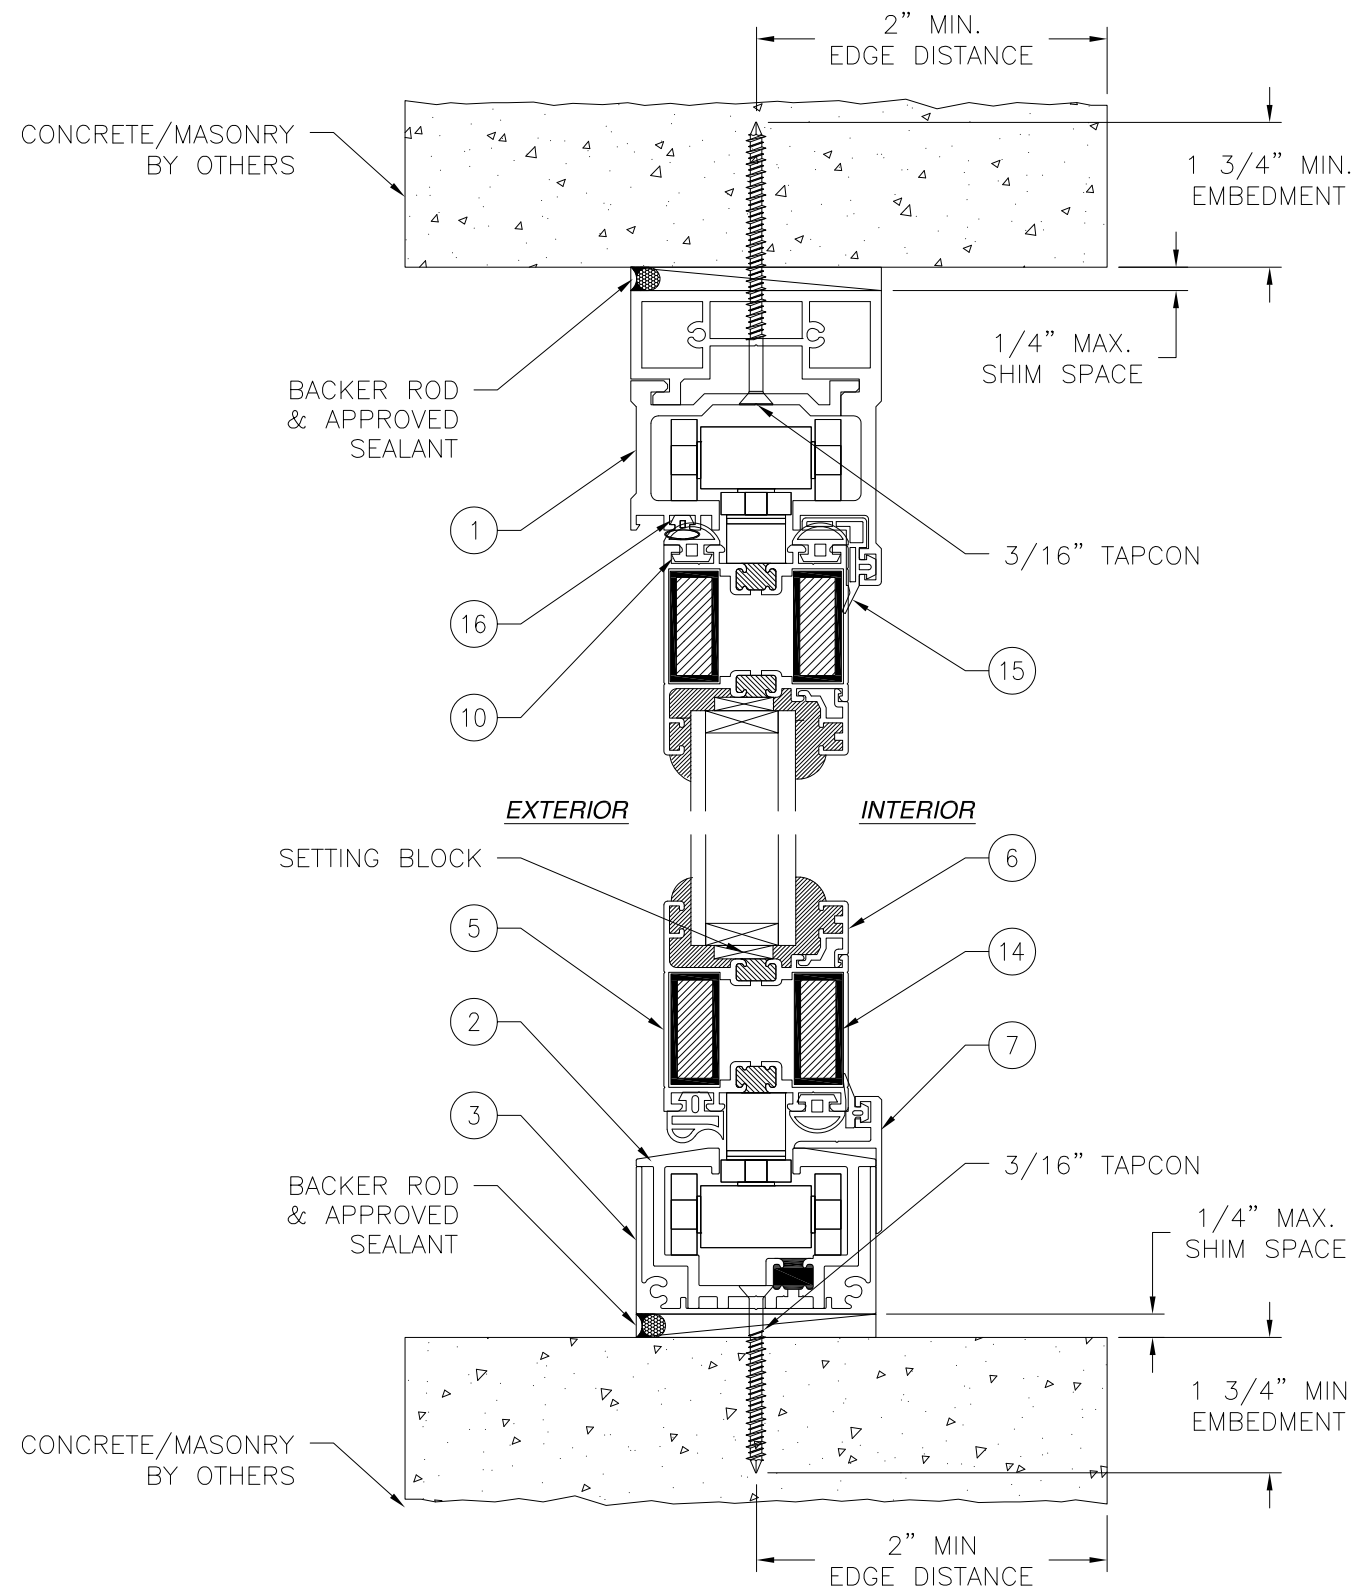 2” MIN.
EDGE DISTANCE
CONCRETE/MASONRY
BY OTHERS
1 3/4” MIN.
EMBEDMENT
1/4” MAX.
SHIM SPACE
BACKER ROD
& APPROVED
SEALANT
1
3/16” TAPCON
16
15
10
EXTERIOR
INTERIOR
SETTING BLOCK
6
5
14
2
7
3
3/16” TAPCON
BACKER ROD
& APPROVED
SEALANT
1/4” MAX.
SHIM SPACE
1 3/4” MIN
EMBEDMENT
CONCRETE/MASONRY
BY OTHERS
2” MIN
EDGE DISTANCE